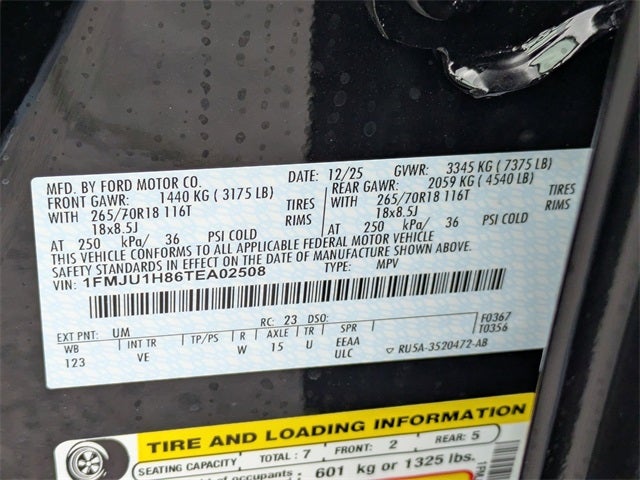 MFD. BY FORD MOTOR CO. DATE: 12/25 GVWR: 3345 KG ( 7375 LB)
FRONT GAWR: 1440 KG ( 3175 LB) REAR GAWR: 2059 KG ( 4540 LB)
WITH 265/70R18 116T TIRES WITH 265/70R18 116T TIRES
18x8.5J RIMS 18x8.5J RIMS
AT 250 kPa/ 36 PSI COLD AT 250 kPa/ 36 PSI COLD
THIS VEHICLE CONFORMS TO ALL APPLICABLE FEDERAL MOTOR VEHICLE
SAFETY STANDARDS IN EFFECT ON THE DATE OF MANUFACTURE SHOWN ABOVE.
VIN: 1FMJU1H86TEA02508 TYPE: MPV
EXT PNT: UM RC: 23 DSO: F0367
WB INT TR TP/PS R AXLE TR SPR T0356
123 VE W 15 U EEAA
ULC RU5A-3520472-AB
TIRE AND LOADING INFORMATION
SEATING CAPACITY TOTAL: 7 FRONT: 2 REAR: 5
of occupants 601 kg or 1325 lbs.